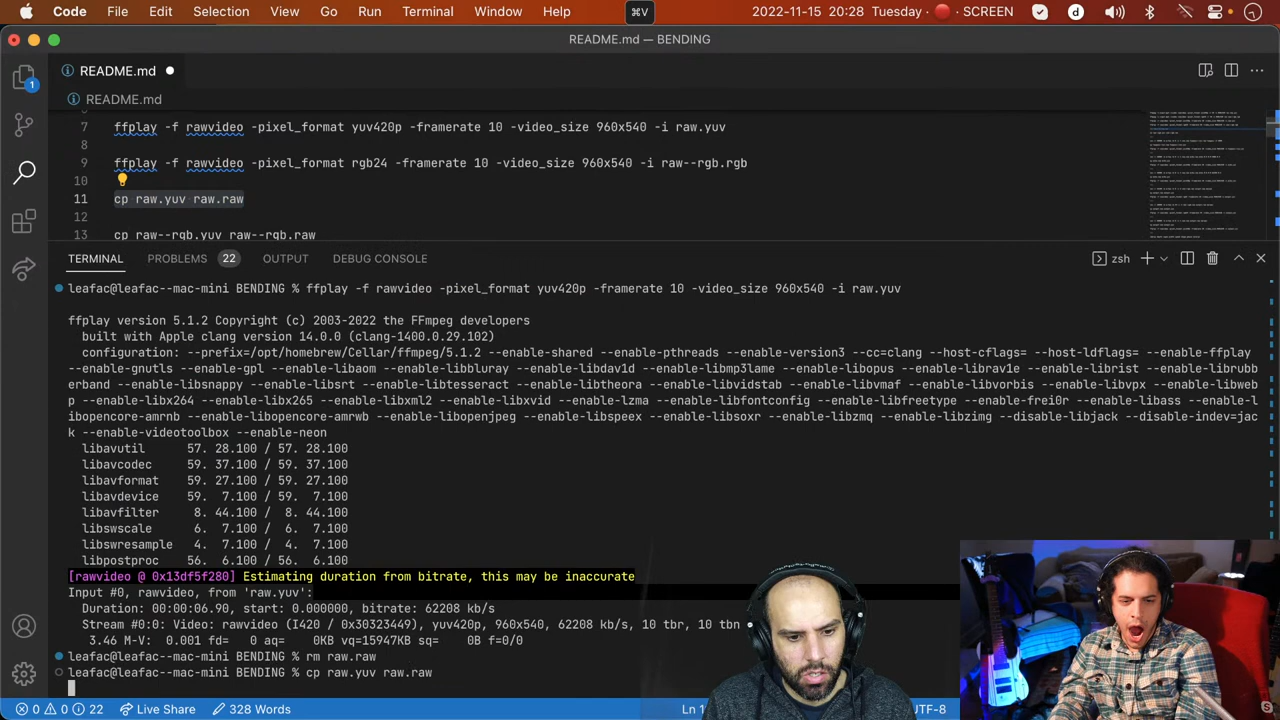 Code File Edit Selection View Go Run Terminal Window Help ⌘V 2022-11-15 20:28 Tuesday SCREEN
README.md — BENDING
README.md
README.md
7 ffplay -f rawvideo -pixel_format yuv420p -framerate 10 -video_size 960x540 -i raw.yuv
8
9 ffplay -f rawvideo -pixel_format rgb24 -framerate 10 -video_size 960x540 -i raw--rgb.rgb
10
11 cp raw.yuv raw.raw
12
13 cp raw--rgb.yuv raw--rgb.raw
TERMINAL PROBLEMS 22 OUTPUT DEBUG CONSOLE zsh
leafac@leafac--mac-mini BENDING % ffplay -f rawvideo -pixel_format yuv420p -framerate 10 -video_size 960x540 -i raw.yuv
ffplay version 5.1.2 Copyright (c) 2003-2022 the FFmpeg developers
built with Apple clang version 14.0.0 (clang-1400.0.29.102)
configuration: --prefix=/opt/homebrew/Cellar/ffmpeg/5.1.2 --enable-shared --enable-pthreads --enable-version3 --cc=clang --host-cflags= --host-ldflags= --enable-ffplay
--enable-gnutls --enable-gpl --enable-libaom --enable-libbluray --enable-libdav1d --enable-libmp3lame --enable-libopus --enable-librav1e --enable-librist --enable-librubb
erband --enable-libsnappy --enable-libsrt --enable-libtesseract --enable-libtheora --enable-libvidstab --enable-libvmaf --enable-libvorbis --enable-libvpx --enable-libweb
p --enable-libx264 --enable-libx265 --enable-libxml2 --enable-libxvid --enable-lzma --enable-libfontconfig --enable-libfreetype --enable-frei0r --enable-libass --enable-l
ibopencore-amrnb --enable-libopencore-amrwb --enable-libopenjpeg --enable-libspeex --enable-libsoxr --enable-libzmq --enable-libzimg --disable-libjack --disable-indev=jac
k --enable-videotoolbox --enable-neon
libavutil 57. 28.100 / 57. 28.100
libavcodec 59. 37.100 / 59. 37.100
libavformat 59. 27.100 / 59. 27.100
libavdevice 59. 7.100 / 59. 7.100
libavfilter 8. 44.100 / 8. 44.100
libswscale 6. 7.100 / 6. 7.100
libswresample 4. 7.100 / 4. 7.100
libpostproc 56. 6.100 / 56. 6.100
[rawvideo @ 0x13df5f280] Estimating duration from bitrate, this may be inaccurate
Input #0, rawvideo, from 'raw.yuv':
Duration: 00:00:06.90, start: 0.000000, bitrate: 62208 kb/s
Stream #0:0: Video: rawvideo (I420 / 0x30323449), yuv420p, 960x540, 62208 kb/s, 10 tbr, 10 tbn
3.46 M-V: 0.001 fd= 0 aq= 0KB vq=15947KB sq= 0B f=0/0
leafac@leafac--mac-mini BENDING % rm raw.raw
leafac@leafac--mac-mini BENDING % cp raw.yuv raw.raw
0 0 22 Live Share 328 Words Ln 1 UTF-8